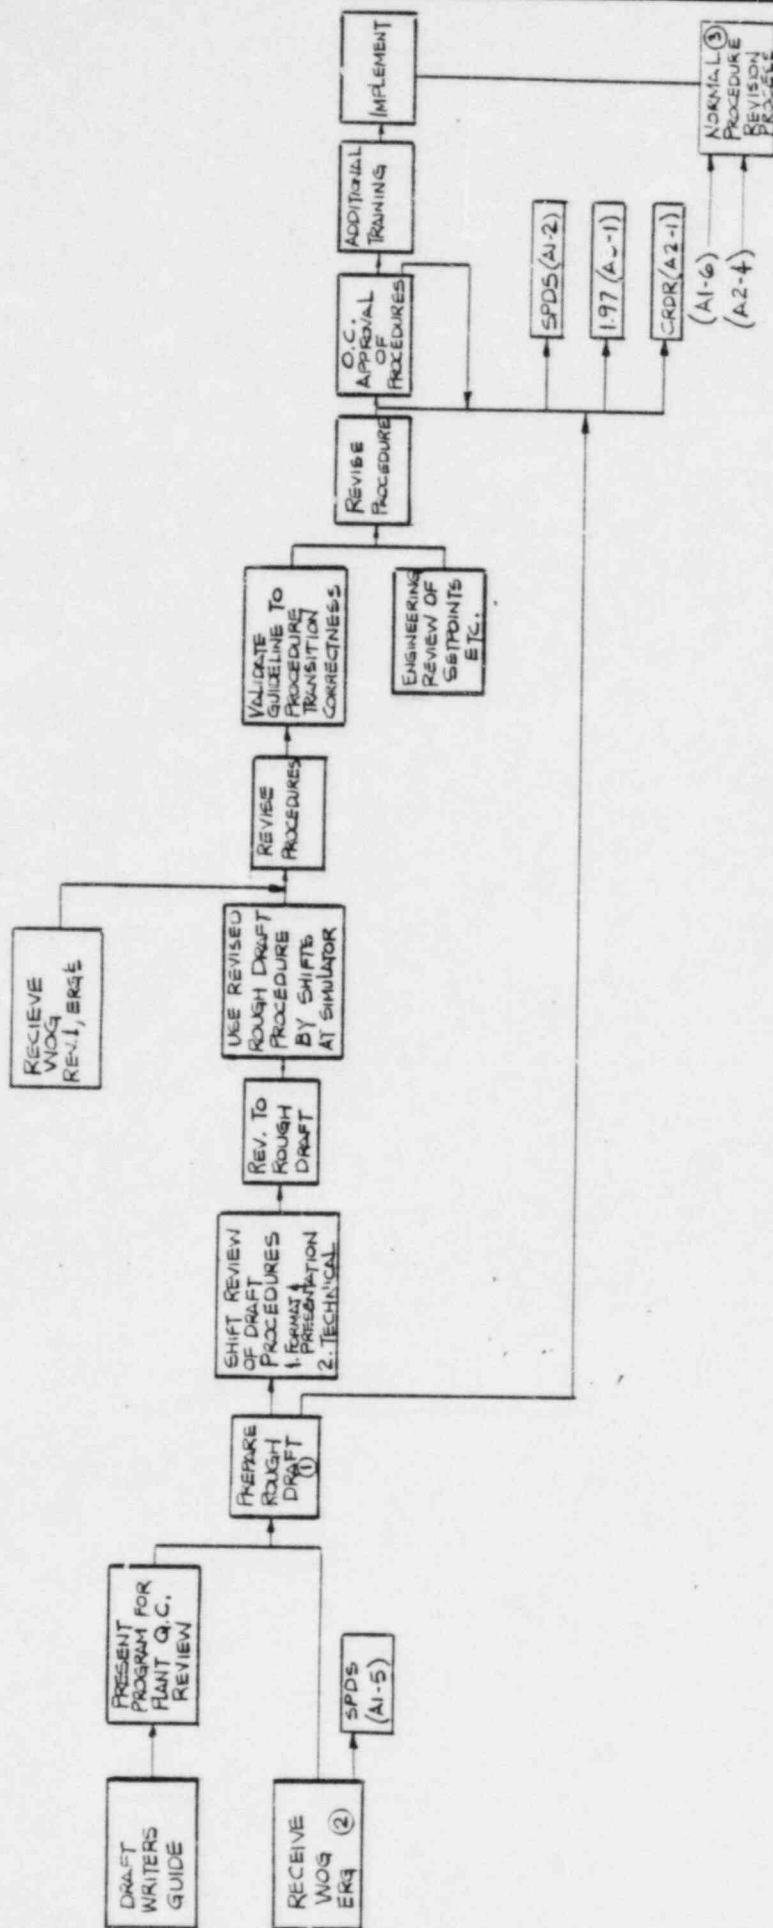 DRAFT
WRITERS
GUIDE
PRESENT
PROGRAM FOR
PLANT Q.C.
REVIEW
RECEIVE
WOG ②
ERG
SPDS
(A1-5)
PREPARE
ROUGH
DRAFT
①
SHIFT REVIEW
OF DRAFT
PROCEDURES
1. FORMAT &
PRESENTATION
2. TECHNICAL
REV. TO
ROUGH
DRAFT
USE REVISED
ROUGH DRAFT
PROCEDURE
BY SHIFTS
AT SIMULATOR
RECIEVE
WOG
REV.1, ERGS
REVISE
PROCEDURES
VALIDATE
GUIDELINE TO
PROCEDURE
TRANSITION
CORRECTNESS
ENGINEERING
REVIEW OF
SETPOINTS
ETC.
REVISE
PROCEDURE
O.C.
APPROVAL
OF
PROCEDURES
ADDITIONAL
TRAINING
IMPLEMENT
SPDS (A1-2)
1.97
CRDR (A2-1)
(A1-6)
(A2-4)
NORMAL ③
PROCEDURE
REVISION
PROCESS